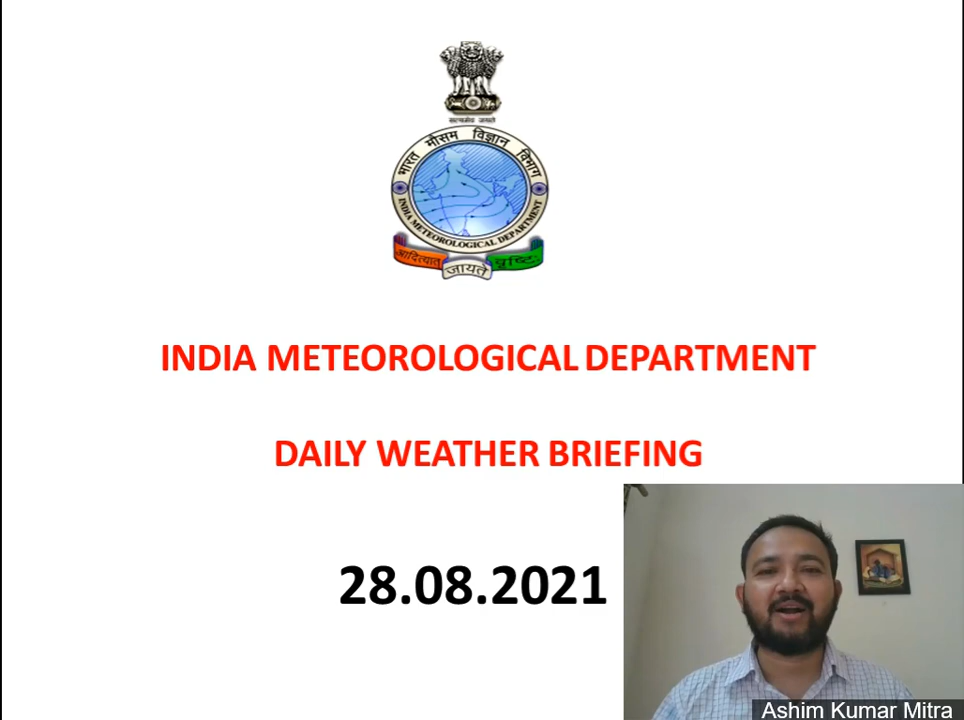 सत्यमेव जयते
भारत मौसम विज्ञान विभाग
INDIA METEOROLOGICAL DEPARTMENT
आदित्यात् जायते वृष्टिः
INDIA METEOROLOGICAL DEPARTMENT
DAILY WEATHER BRIEFING
28.08.2021
Ashim Kumar Mitra